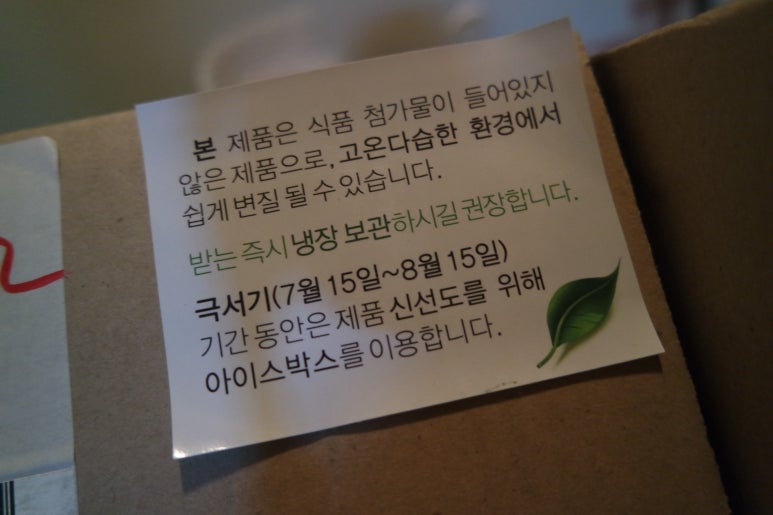 본 제품은 식품 첨가물이 들어있지
않은 제품으로, 고온다습한 환경에서
쉽게 변질 될 수 있습니다.
받는 즉시 냉장 보관하시길 권장합니다.
극서기(7월 15일~8월 15일)
기간 동안은 제품 신선도를 위해
아이스박스를 이용합니다.